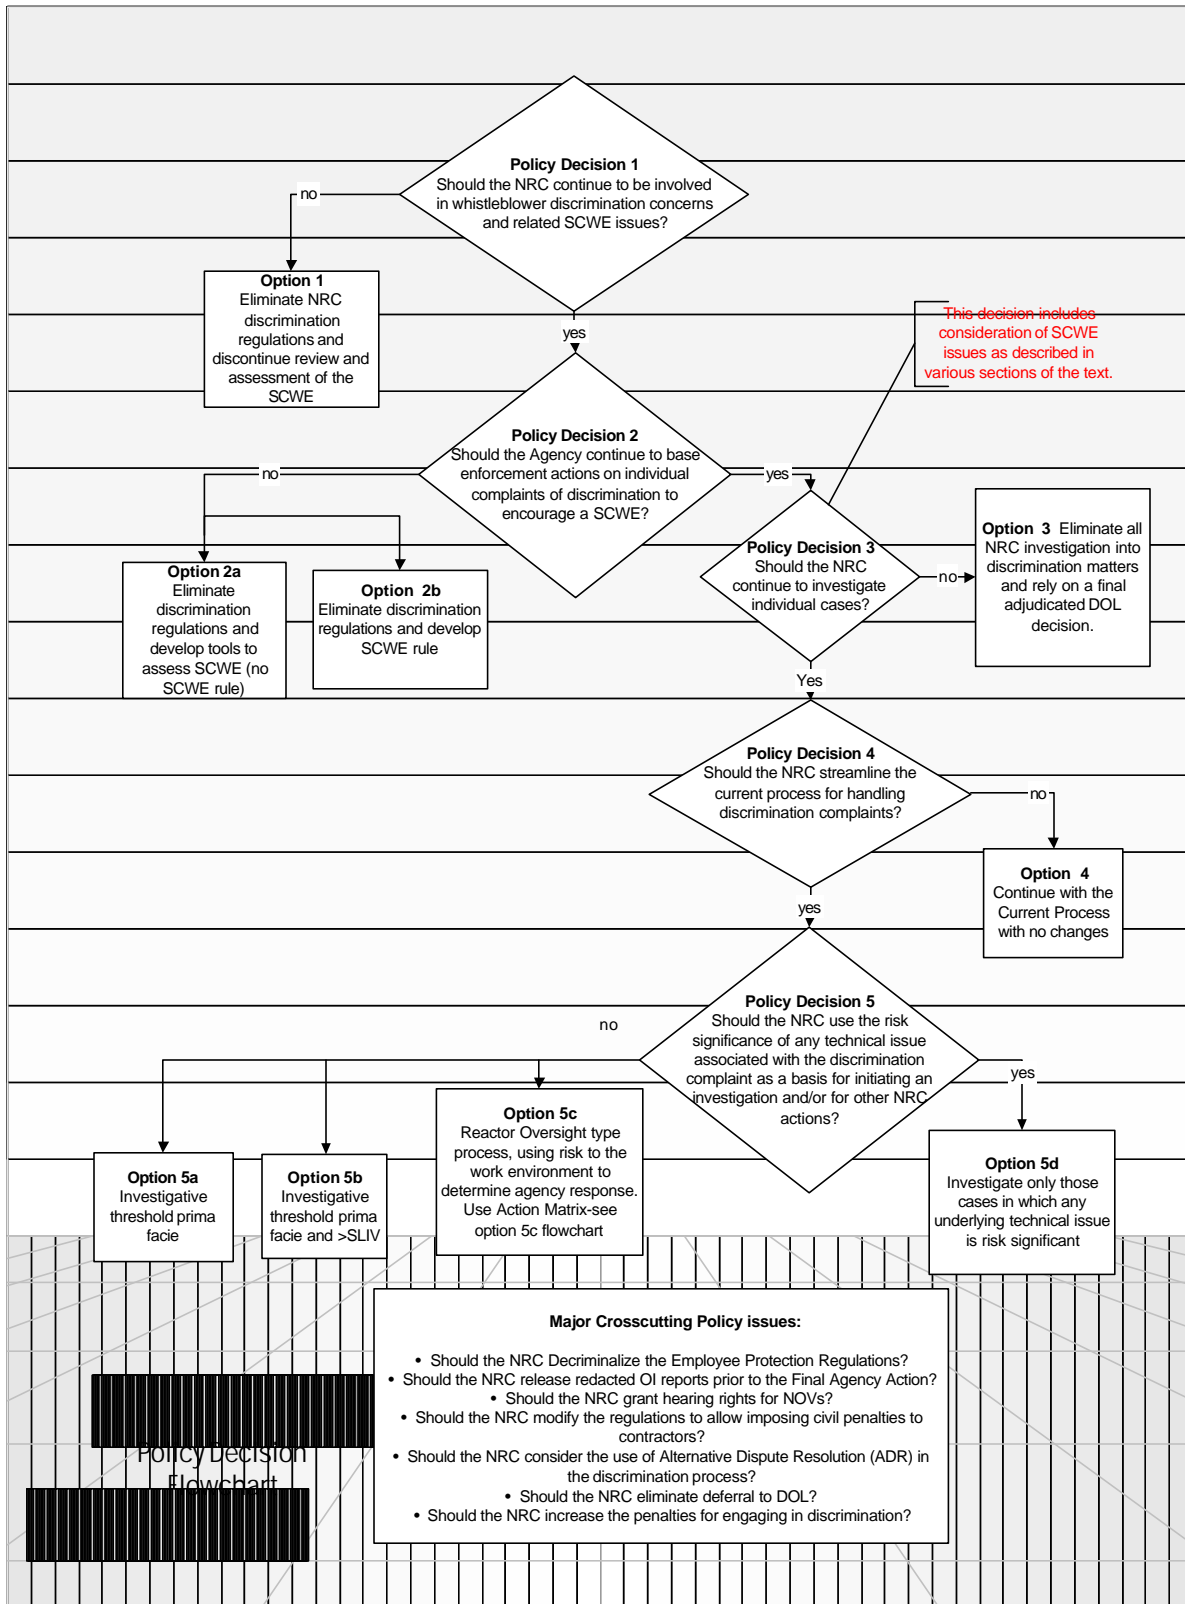 Policy Decision 1
Should the NRC continue to be involved
in whistleblower discrimination concerns
and related SCWE issues?
no
Option 1
Eliminate NRC
discrimination
regulations and
discontinue review and
assessment of the
SCWE
yes
This decision includes
consideration of SCWE
issues as described in
various sections of the text.
Policy Decision 2
Should the Agency continue to base
enforcement actions on individual
complaints of discrimination to
encourage a SCWE?
no
yes
Option 2a
Eliminate
discrimination
regulations and
develop tools to
assess SCWE (no
SCWE rule)
Option 2b
Eliminate discrimination
regulations and develop
SCWE rule
Policy Decision 3
Should the NRC
continue to investigate
individual cases?
no
Option 3 Eliminate all
NRC investigation into
discrimination matters
and rely on a final
adjudicated DOL
decision.
Yes
Policy Decision 4
Should the NRC streamline the
current process for handling
discrimination complaints?
no
Option 4
Continue with the
Current Process
with no changes
yes
Policy Decision 5
Should the NRC use the risk
significance of any technical issue
associated with the discrimination
complaint as a basis for initiating an
investigation and/or for other NRC
actions?
no
yes
Option 5a
Investigative
threshold prima
facie
Option 5b
Investigative
threshold prima
facie and >SLIV
Option 5c
Reactor Oversight type
process, using risk to the
work environment to
determine agency response.
Use Action Matrix-see
option 5c flowchart
Option 5d
Investigate only those
cases in which any
underlying technical issue
is risk significant
Major Crosscutting Policy issues:
• Should the NRC Decriminalize the Employee Protection Regulations?
• Should the NRC release redacted OI reports prior to the Final Agency Action?
• Should the NRC grant hearing rights for NOVs?
• Should the NRC modify the regulations to allow imposing civil penalties to
contractors?
• Should the NRC consider the use of Alternative Dispute Resolution (ADR) in
the discrimination process?
• Should the NRC eliminate deferral to DOL?
• Should the NRC increase the penalties for engaging in discrimination?
Policy Decision
Flowchart